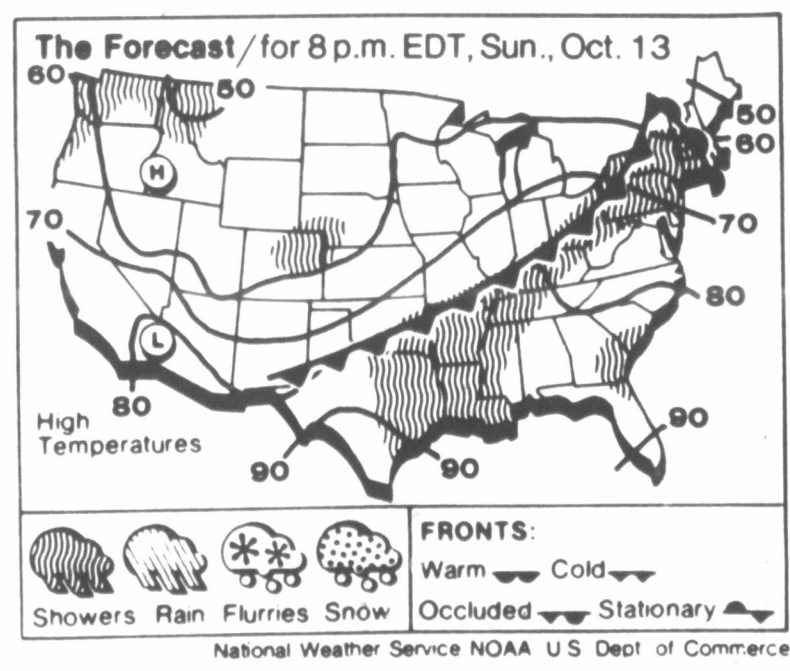 The Forecast / for 8 p.m. EDT, Sun., Oct. 13
60
50
50
60
H
70
70
80
L
80
90
High
Temperatures
90
90
FRONTS:
Warm Cold
Showers Rain Flurries Snow
Occluded Stationary
National Weather Service NOAA U S Dept of Commerce